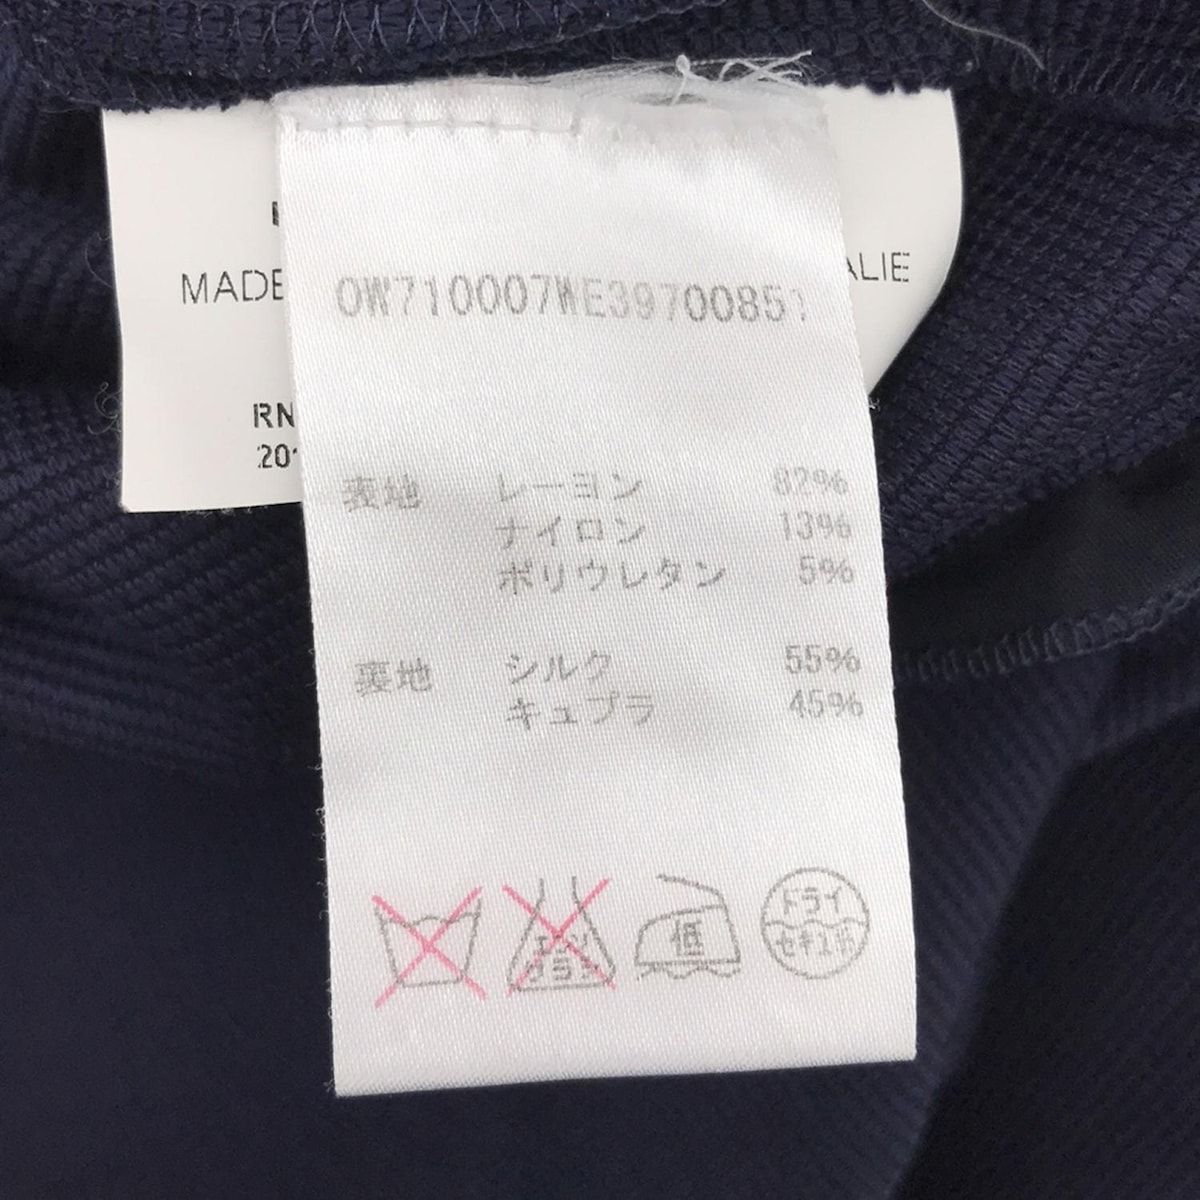 MADE
ALIE
RN
201
OW710007WE39700851
表地 レーヨン 82%
ナイロン 13%
ポリウレタン 5%
裏地 シルク 55%
キュプラ 45%
エンソ
サラシ
低
ドライ
セキユ系